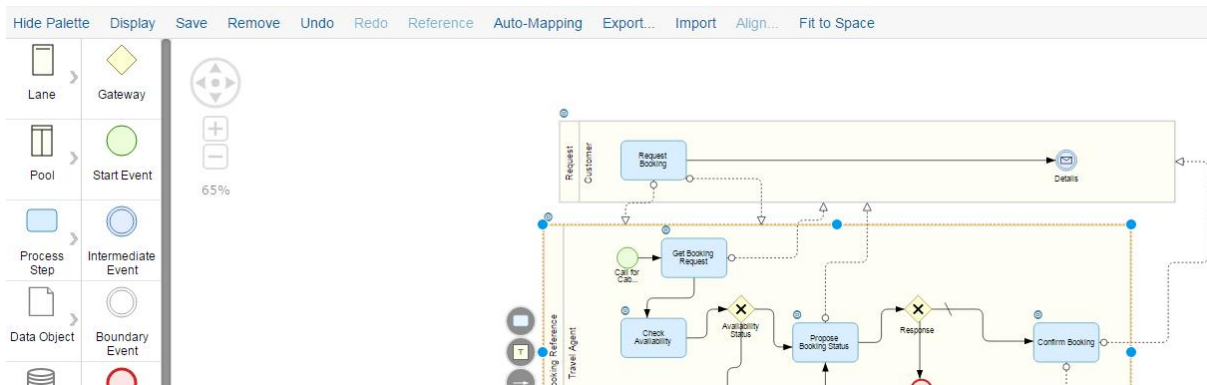 Hide Palette Display Save Remove Undo Redo Reference Auto-Mapping Export... Import Align... Fit to Space
Lane
Gateway
Pool
Start Event
Process
Step
Intermediate
Event
Data Object
Boundary
Event
65%
Request
Customer
Request
Booking
Details
Call for
Cab...
Get Booking
Request
Reference
Travel Agent
Check
Availability
Availability
Status
Propose
Booking Status
Response
Confirm Booking
T